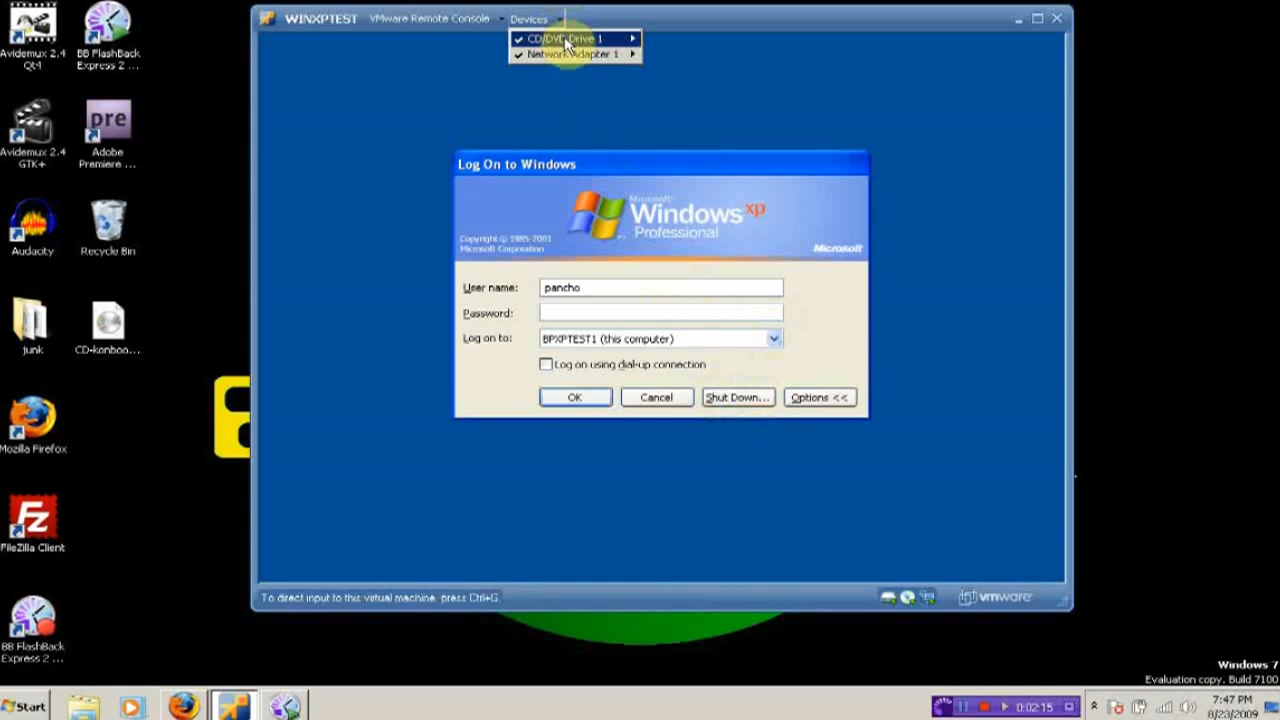 Avidemux 2.4
Qt4
BB FlashBack
Express 2 ...
Avidemux 2.4
GTK+
Adobe
Premiere ...
Audacity
Recycle Bin
junk
CD-konboo...
Mozilla Firefox
FileZilla Client
BB FlashBack
Express 2 ...
WINXPTEST VMware Remote Console Devices
CD/DVD Drive 1
Network Adapter 1
Log On to Windows
Microsoft
Windows xp
Professional
Copyright © 1985-2001
Microsoft Corporation
Microsoft
User name: pancho
Password:
Log on to: BPXPTEST1 (this computer)
Log on using dial-up connection
OK Cancel Shut Down... Options <<
To direct input to this virtual machine, press Ctrl+G.
vmware
Windows 7
Evaluation copy. Build 7100
Start
0:02:15
7:47 PM
8/23/2009